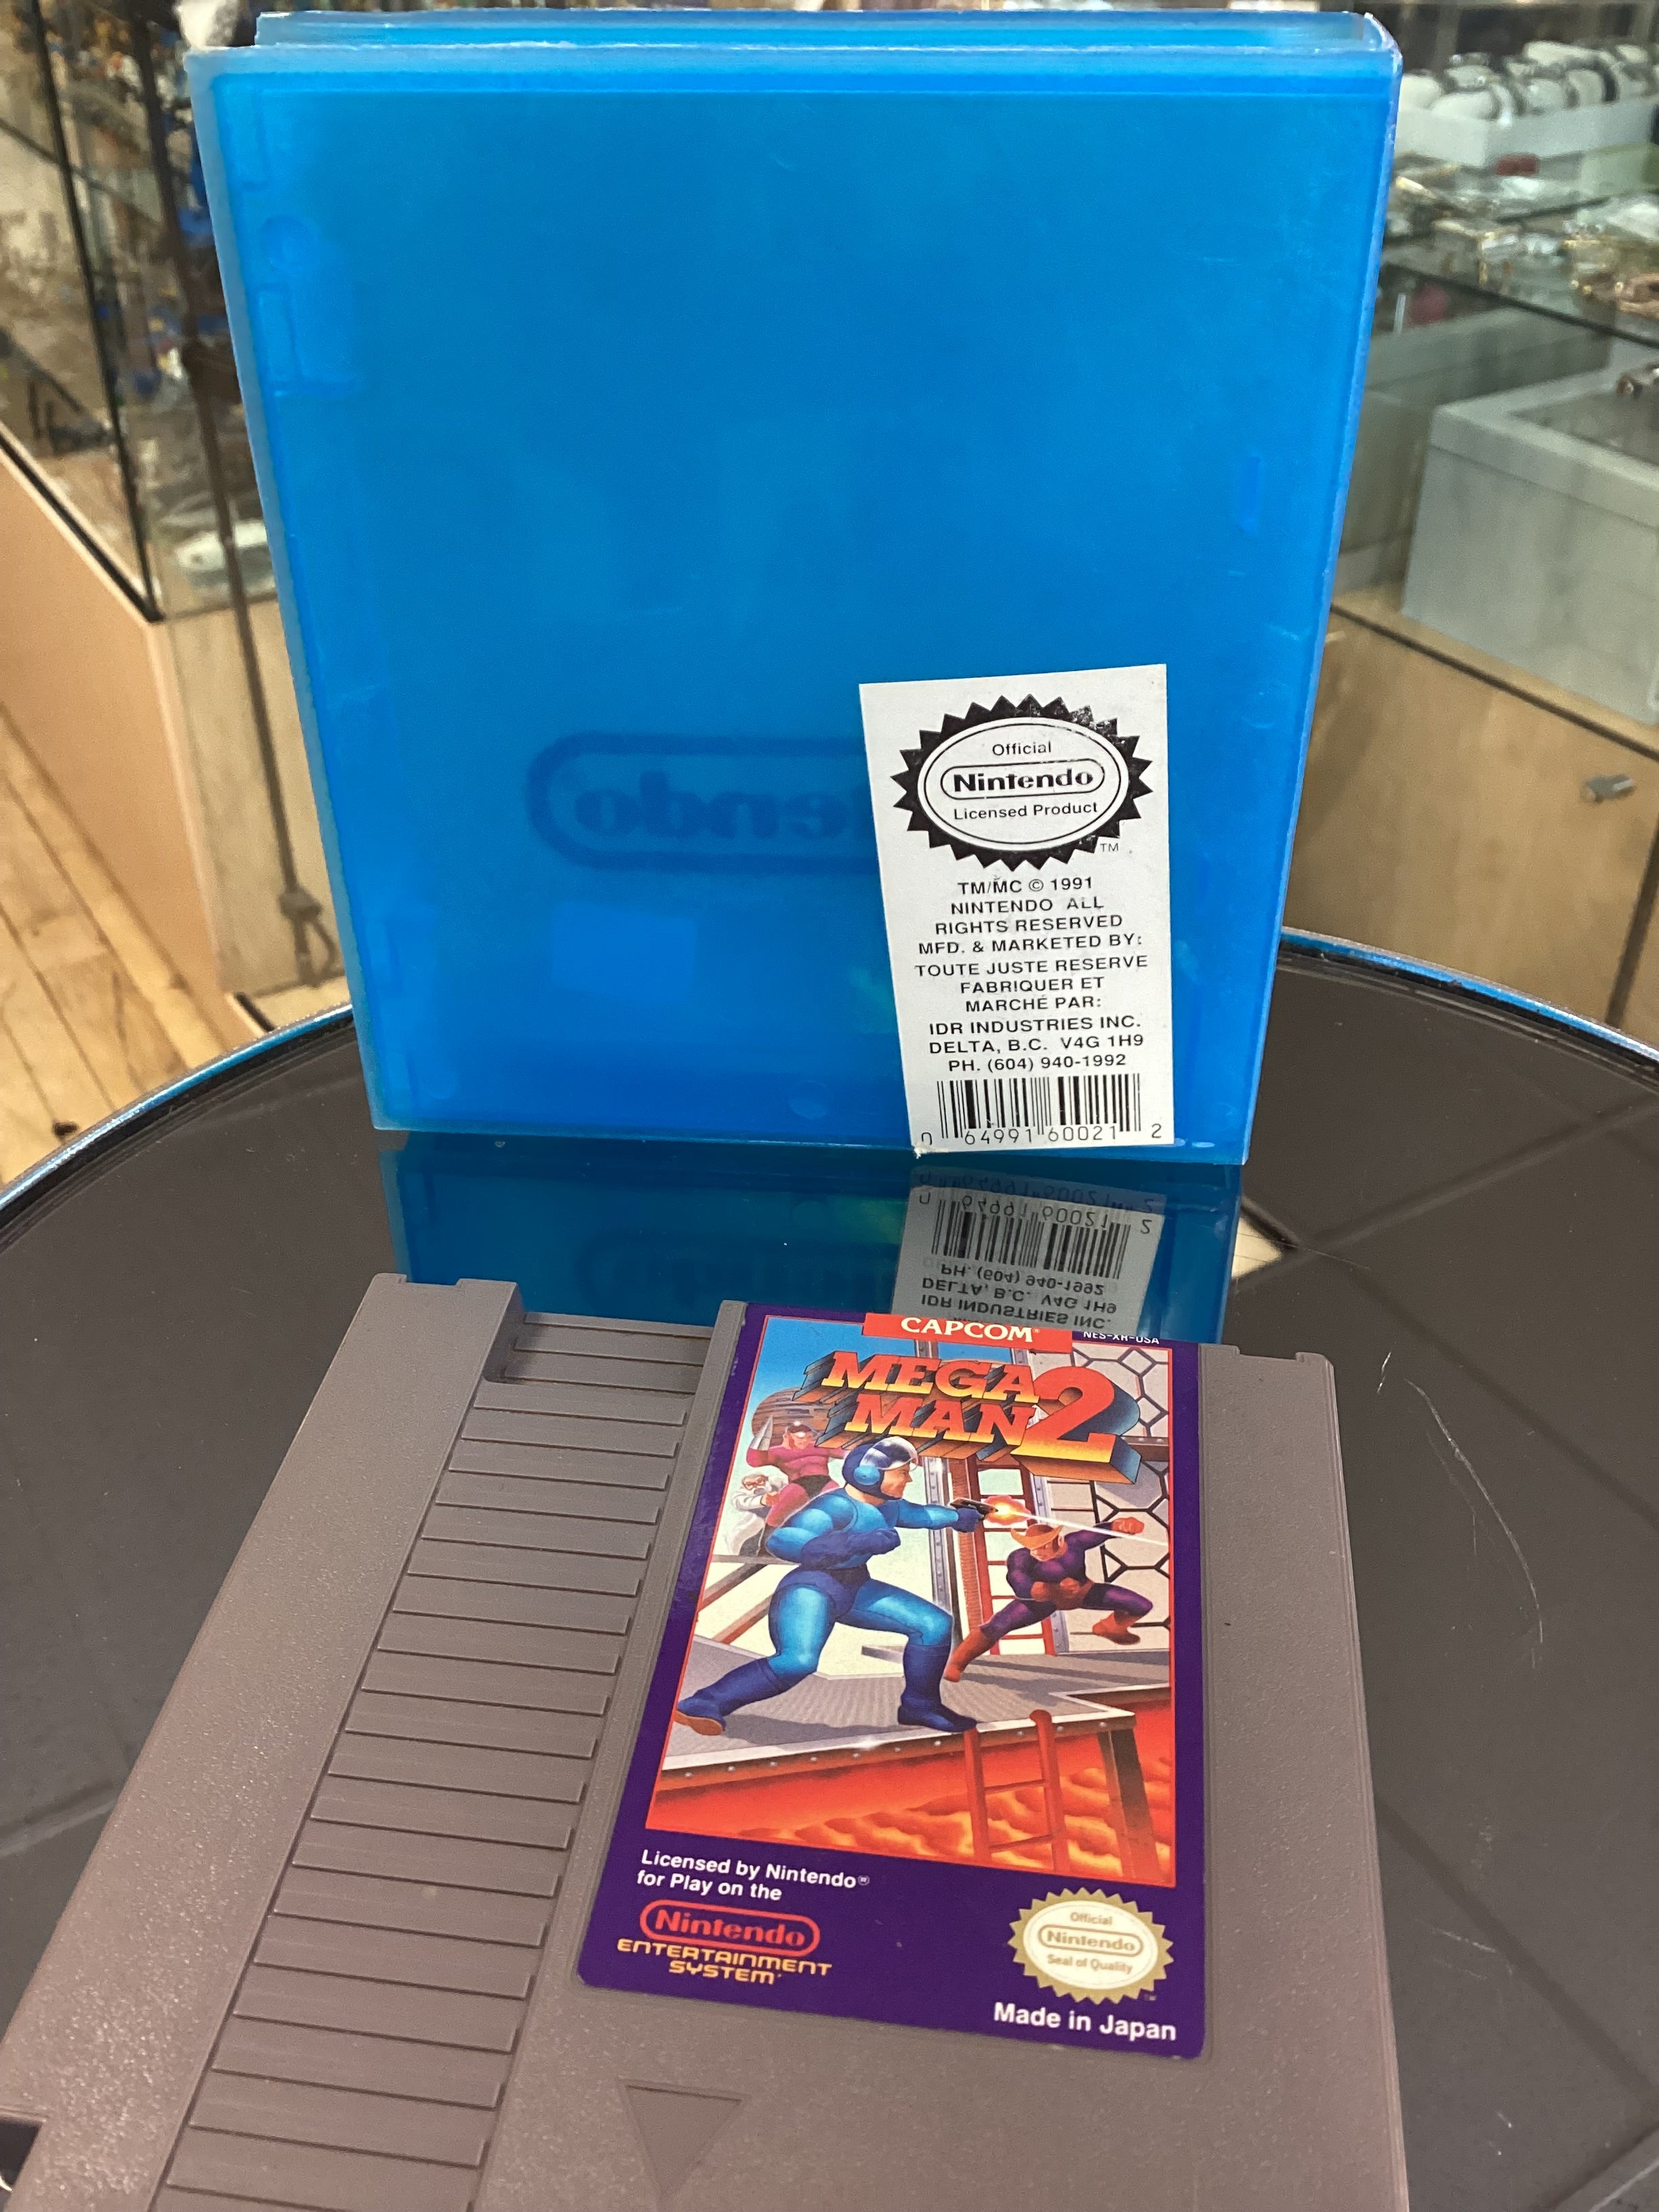 Official
Nintendo
Licensed Product
TM
TM/MC © 1991
NINTENDO ALL
RIGHTS RESERVED
MFD. & MARKETED BY:
TOUTE JUSTE RESERVE
FABRIQUER ET
MARCHÉ PAR:
IDR INDUSTRIES INC.
DELTA, B.C. V4G 1H9
PH. (604) 940-1992
0 64991 60021 2
CAPCOM®
NES-XR-USA
MEGA
MAN 2
Licensed by Nintendo®
for Play on the
Nintendo
ENTERTAINMENT
SYSTEM
Official
Nintendo
Seal of Quality
TM
Made in Japan